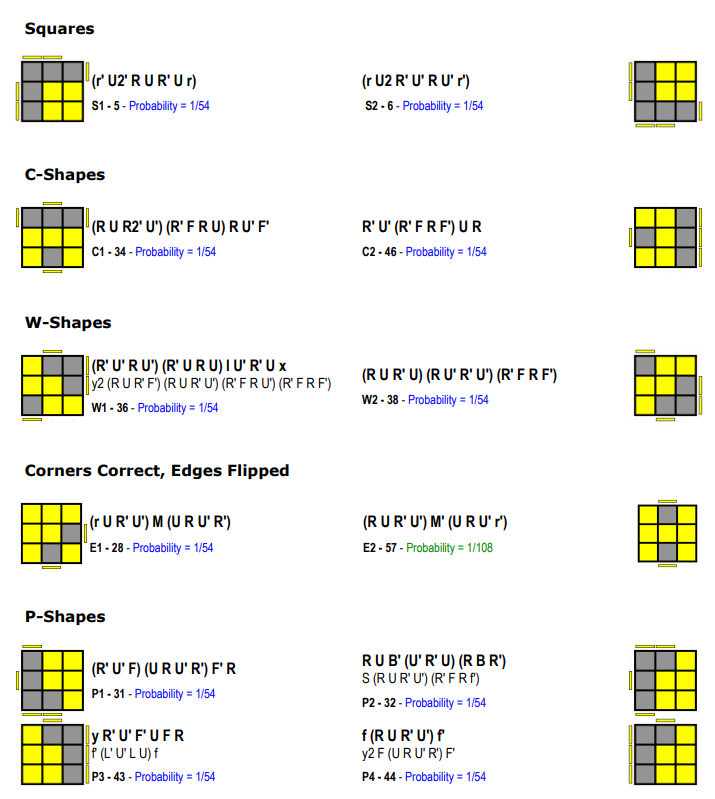 Squares
(r' U2' R U R' U r)
(r U2 R' U' R U' r')
S1 - 5 - Probability = 1/54
S2 - 6 - Probability = 1/54
C-Shapes
(R U R2' U') (R' F R U) R U' F'
R' U' (R' F R F') U R
C1 - 34 - Probability = 1/54
C2 - 46 - Probability = 1/54
W-Shapes
(R' U' R U') (R' U R U) l U' R' U x
y2 (R U R' F') (R U R' U') (R' F R U') (R' F R F')
W1 - 36 - Probability = 1/54
(R U R' U) (R U' R' U') (R' F R F')
W2 - 38 - Probability = 1/54
Corners Correct, Edges Flipped
(r U R' U') M (U R U' R')
(R U R' U') M' (U R U' r')
E1 - 28 - Probability = 1/54
E2 - 57 - Probability = 1/108
P-Shapes
(R' U' F) (U R U' R') F' R
P1 - 31 - Probability = 1/54
R U B' (U' R' U) (R B R')
S (R U R' U') (R' F R f')
P2 - 32 - Probability = 1/54
y R' U' F' U F R
f' (L' U' L U) f
P3 - 43 - Probability = 1/54
f (R U R' U') f'
y2 F (U R U' R') F'
P4 - 44 - Probability = 1/54